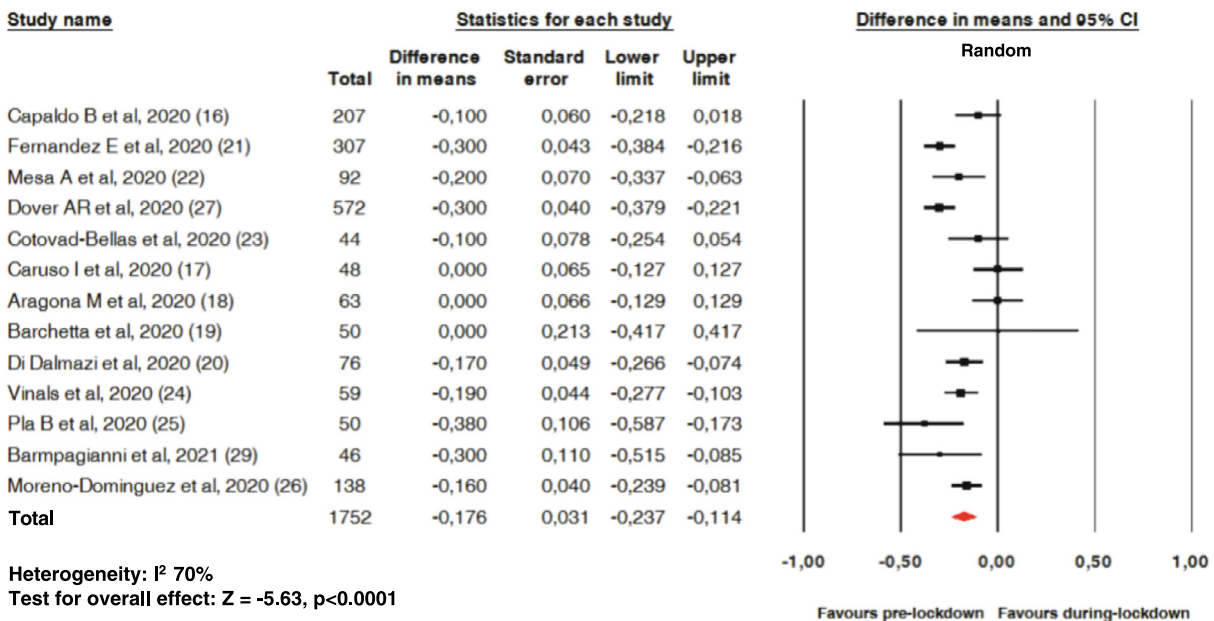 Study name Statistics for each study Difference in means and 95% CI
Difference Standard Lower Upper Random
Total in means error limit limit
Capaldo B et al, 2020 (16) 207 -0,100 0,060 -0,218 0,018
Fernandez E et al, 2020 (21) 307 -0,300 0,043 -0,384 -0,216
Mesa A et al, 2020 (22) 92 -0,200 0,070 -0,337 -0,063
Dover AR et al, 2020 (27) 572 -0,300 0,040 -0,379 -0,221
Cotovad-Bellas et al, 2020 (23) 44 -0,100 0,078 -0,254 0,054
Caruso I et al, 2020 (17) 48 0,000 0,065 -0,127 0,127
Aragona M et al, 2020 (18) 63 0,000 0,066 -0,129 0,129
Barchetta et al, 2020 (19) 50 0,000 0,213 -0,417 0,417
Di Dalmazi et al, 2020 (20) 76 -0,170 0,049 -0,266 -0,074
Vinals et al, 2020 (24) 59 -0,190 0,044 -0,277 -0,103
Pla B et al, 2020 (25) 50 -0,380 0,106 -0,587 -0,173
Barmpagianni et al, 2021 (29) 46 -0,300 0,110 -0,515 -0,085
Moreno-Dominguez et al, 2020 (26) 138 -0,160 0,040 -0,239 -0,081
Total 1752 -0,176 0,031 -0,237 -0,114
-1,00 -0,50 0,00 0,50 1,00
Heterogeneity: I² 70%
Test for overall effect: Z = -5.63, p<0.0001
Favours pre-lockdown Favours during-lockdown